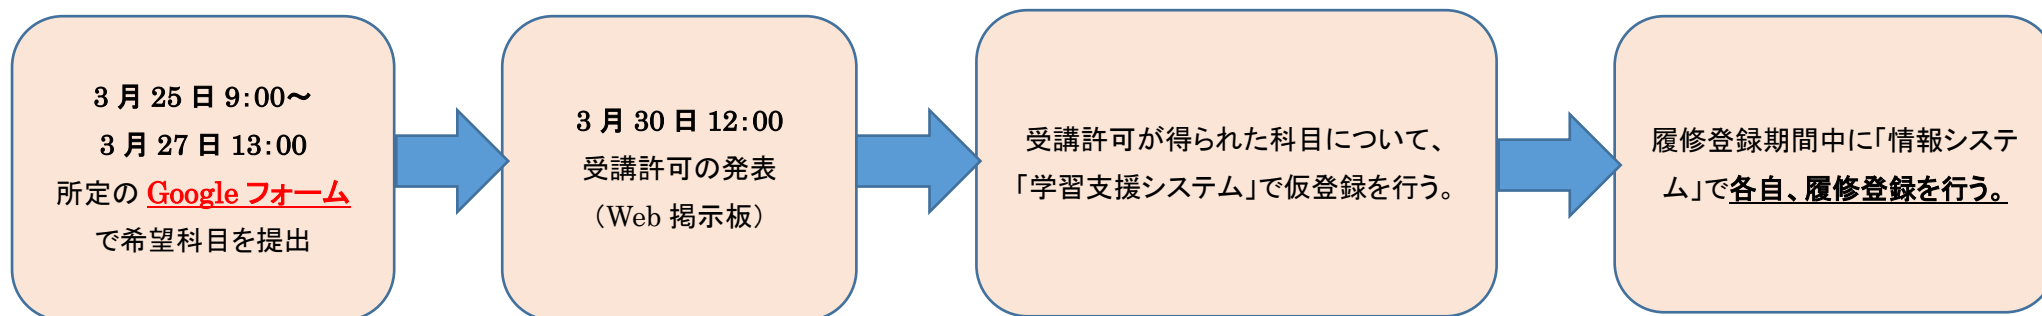 3 月 25 日 9:00～
3 月 27 日 13:00
所定の Google フォーム
で希望科目を提出
3 月 30 日 12:00
受講許可の発表
（Web 掲示板）
受講許可が得られた科目について、
「学習支援システム」で仮登録を行う。
履修登録期間中に「情報システ
ム」で各自、履修登録を行う。